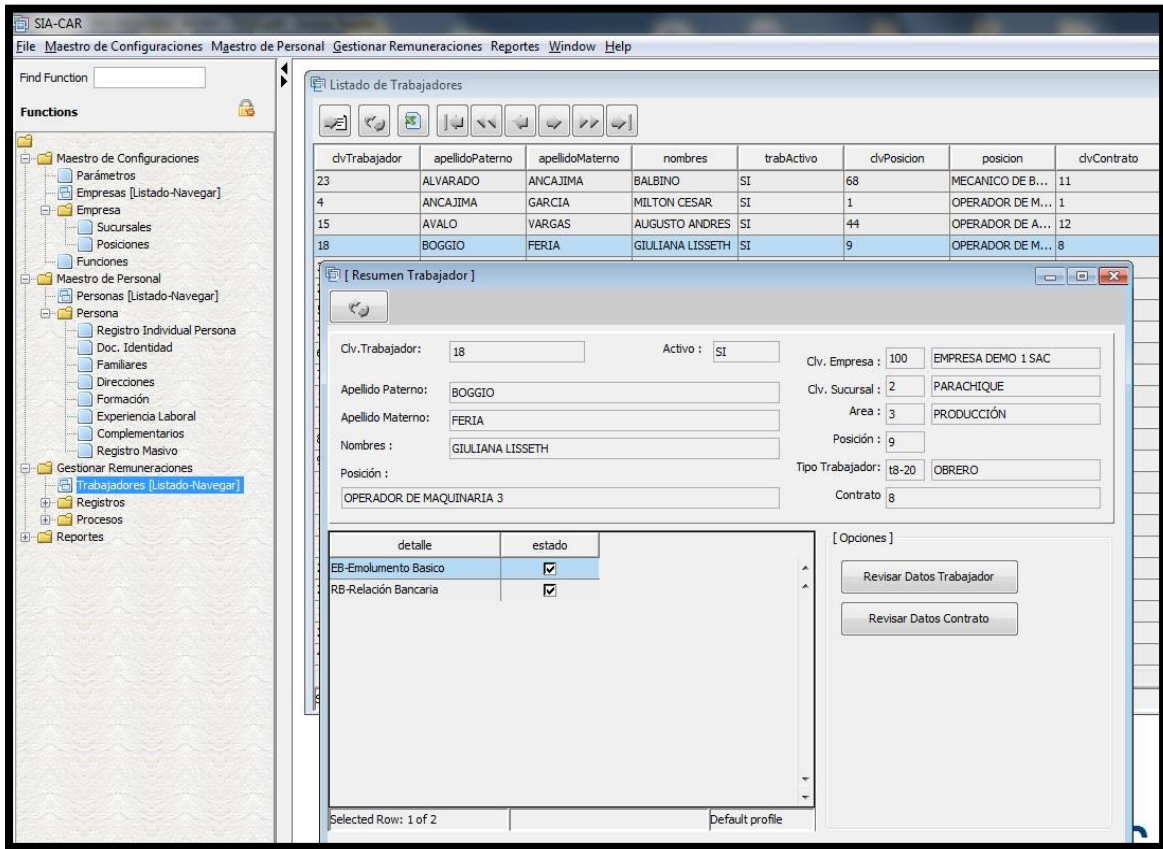 SIA-CAR
File Maestro de Configuraciones Maestro de Personal Gestionar Remuneraciones Reportes Window Help
Find Function
Functions
Maestro de Configuraciones
Parámetros
Empresas [Listado-Navegar]
Empresa
Sucursales
Posiciones
Funciones
Maestro de Personal
Personas [Listado-Navegar]
Persona
Registro Individual Persona
Doc. Identidad
Familiares
Direcciones
Formación
Experiencia Laboral
Complementarios
Registro Masivo
Gestionar Remuneraciones
Trabajadores [Listado-Navegar]
Registros
Procesos
Reportes
Listado de Trabajadores
clvTrabajador apellidoPaterno apellidoMaterno nombres trabActivo clvPosicion posicion clvContrato
23 ALVARADO ANCAJIMA BALBINO SI 68 MECANICO DE B... 11
4 ANCAJIMA GARCIA MILTON CESAR SI 1 OPERADOR DE M... 1
15 AVALO VARGAS AUGUSTO ANDRES SI 44 OPERADOR DE A... 12
18 BOGGIO FERIA GIULIANA LISSETH SI 9 OPERADOR DE M... 8
[ Resumen Trabajador ]
Clv.Trabajador: 18 Activo : SI
Apellido Paterno: BOGGIO
Apellido Materno: FERIA
Nombres : GIULIANA LISSETH
Posición :
OPERADOR DE MAQUINARIA 3
Clv. Empresa : 100 EMPRESA DEMO 1 SAC
Clv. Sucursal : 2 PARACHIQUE
Area : 3 PRODUCCIÓN
Posición : 9
Tipo Trabajador: t8-20 OBRERO
Contrato 8
detalle estado
EB-Emolumento Basico
RB-Relación Bancaria
[ Opciones ]
Revisar Datos Trabajador
Revisar Datos Contrato
Selected Row: 1 of 2 Default profile